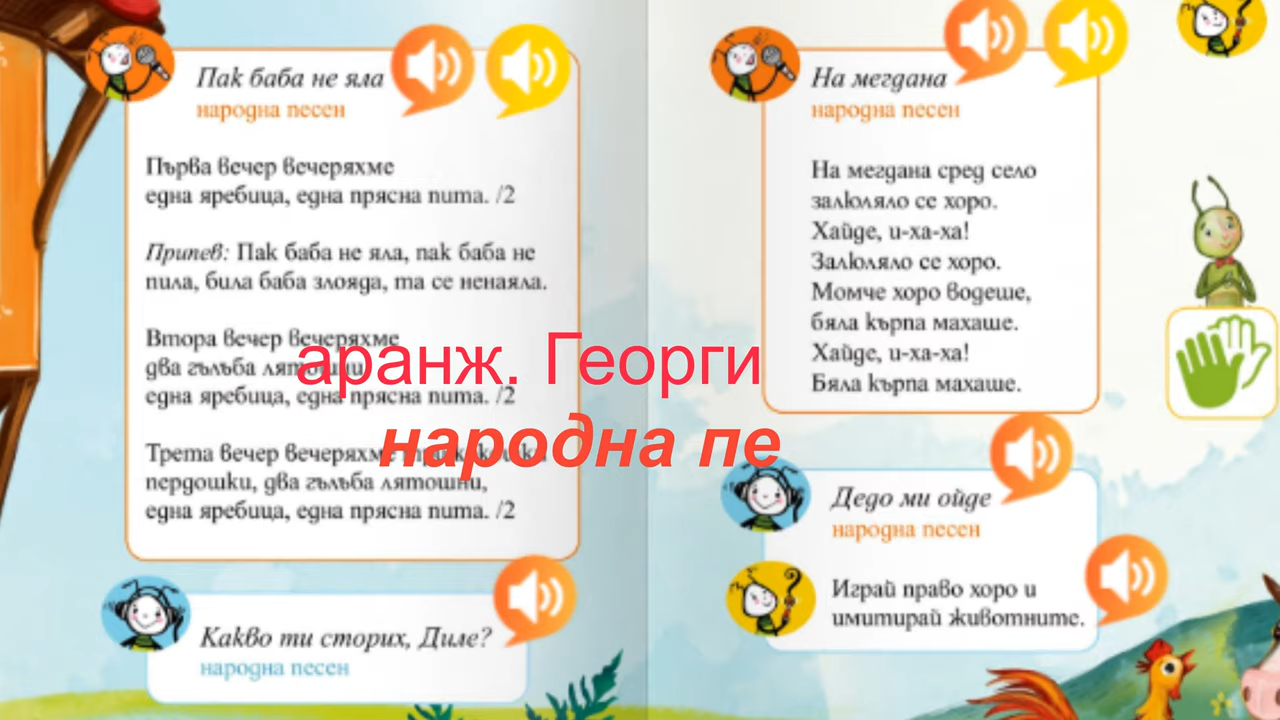 Пак баба не яла
народна песен
Първа вечер вечеряхме
една яребица, една прясна пита. /2
Припев: Пак баба не яла, пак баба не
пила, била баба злояда, та се ненаяла.
Втора вечер вечеряхме
два гълъба лятошни,
една яребица, една прясна пита. /2
Трета вечер вечеряхме
пердошки, два гълъба лятошни,
една яребица, една прясна пита. /2
Какво ти сторих, Диле?
народна песен
аранж. Георги
народна пе
На мегдана
народна песен
На мегдана сред село
залюляло се хоро.
Хайде, и-ха-ха!
Залюляло се хоро.
Момче хоро водеше,
бяла кърпа махаше.
Хайде, и-ха-ха!
Бяла кърпа махаше.
Дедо ми ойде
народна песен
Играй право хоро и
имитирай животните.